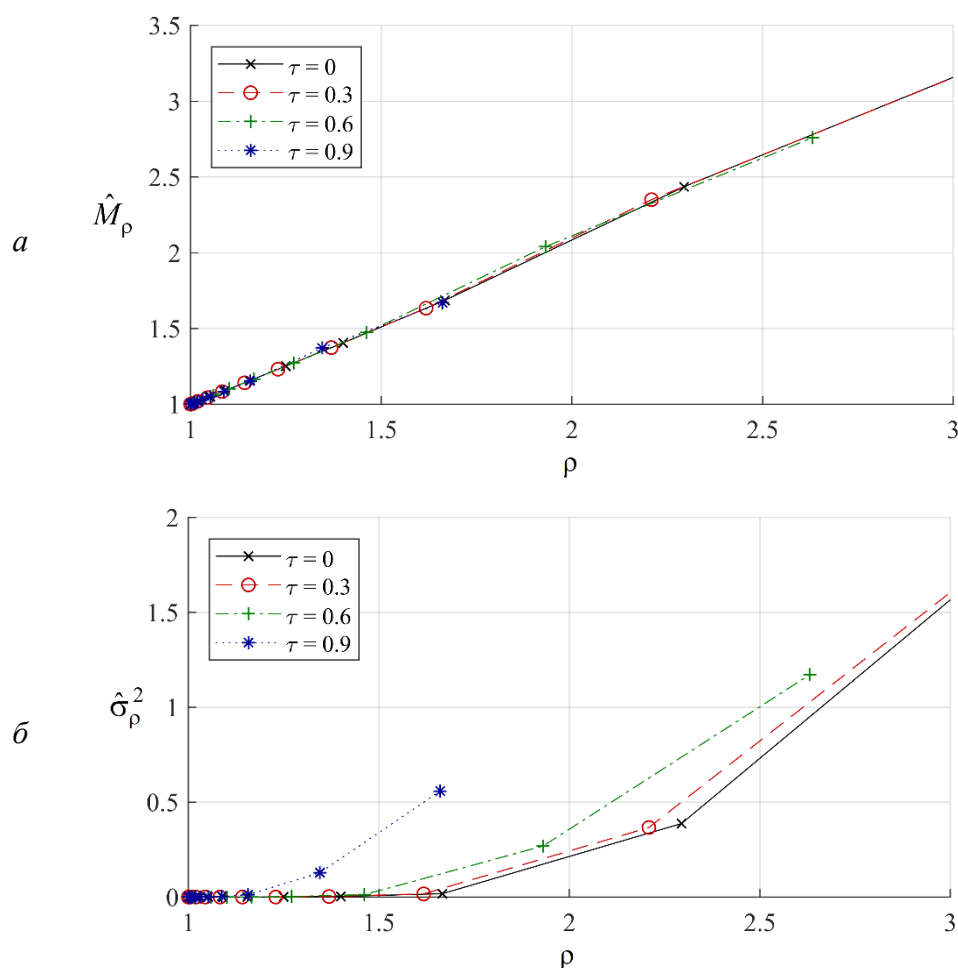 3.5
τ = 0
τ = 0.3
τ = 0.6
τ = 0.9
3
2.5
а
M̂ρ
2
1.5
1
1 1.5 2 2.5 3
ρ
2
τ = 0
τ = 0.3
τ = 0.6
τ = 0.9
1.5
б
σ̂ρ²
1
0.5
0
1 1.5 2 2.5 3
ρ